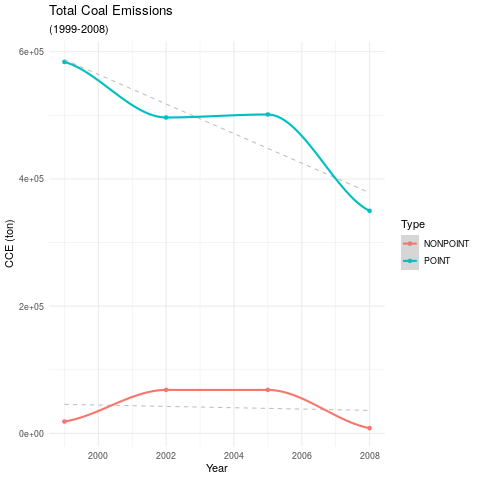 Total Coal Emissions
(1999-2008)
6e+05
4e+05
2e+05
0e+00
CCE (ton)
2000 2002 2004 2006 2008
Year
Type
NONPOINT
POINT